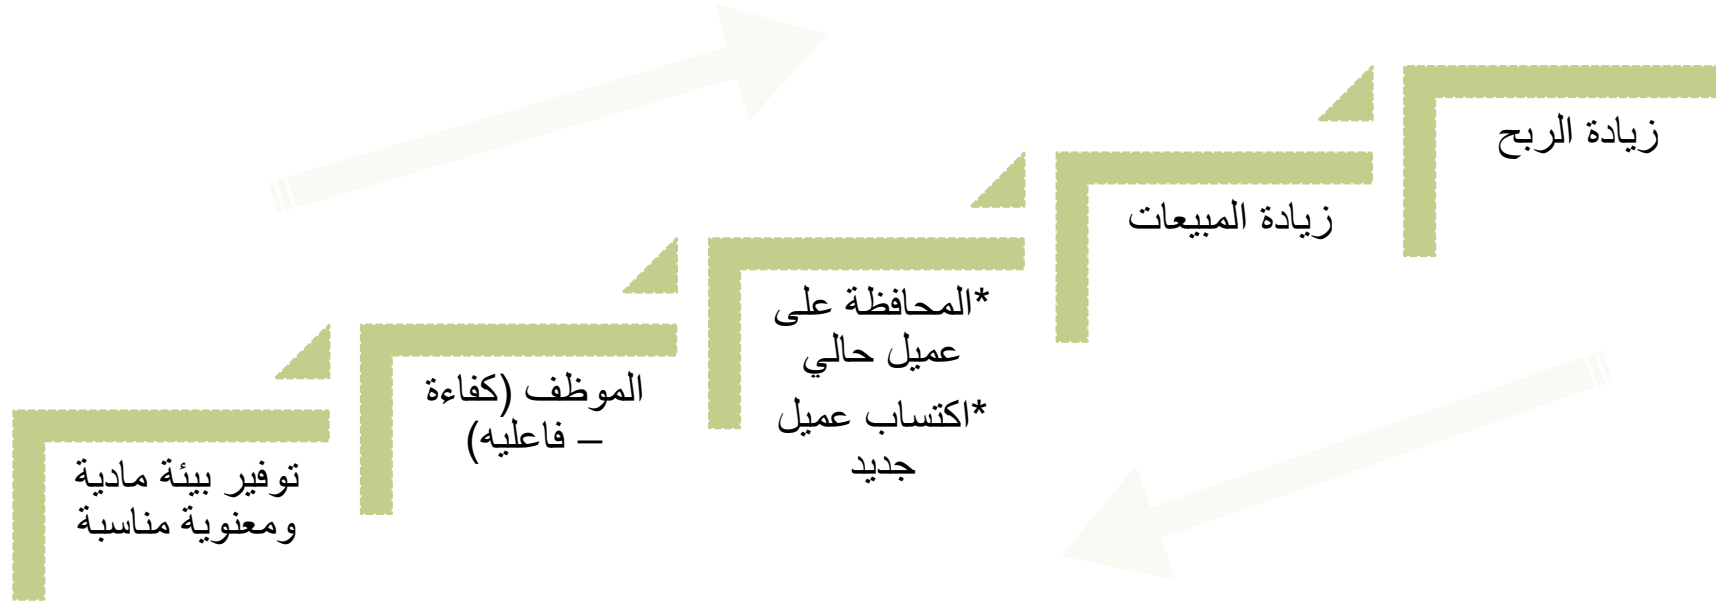 توفير بيئة مادية
ومعنوية مناسبة
الموظف (كفاءة
– فاعليه)
*المحافظة على
عميل حالي
*اكتساب عميل
جديد
زيادة المبيعات
زيادة الربح